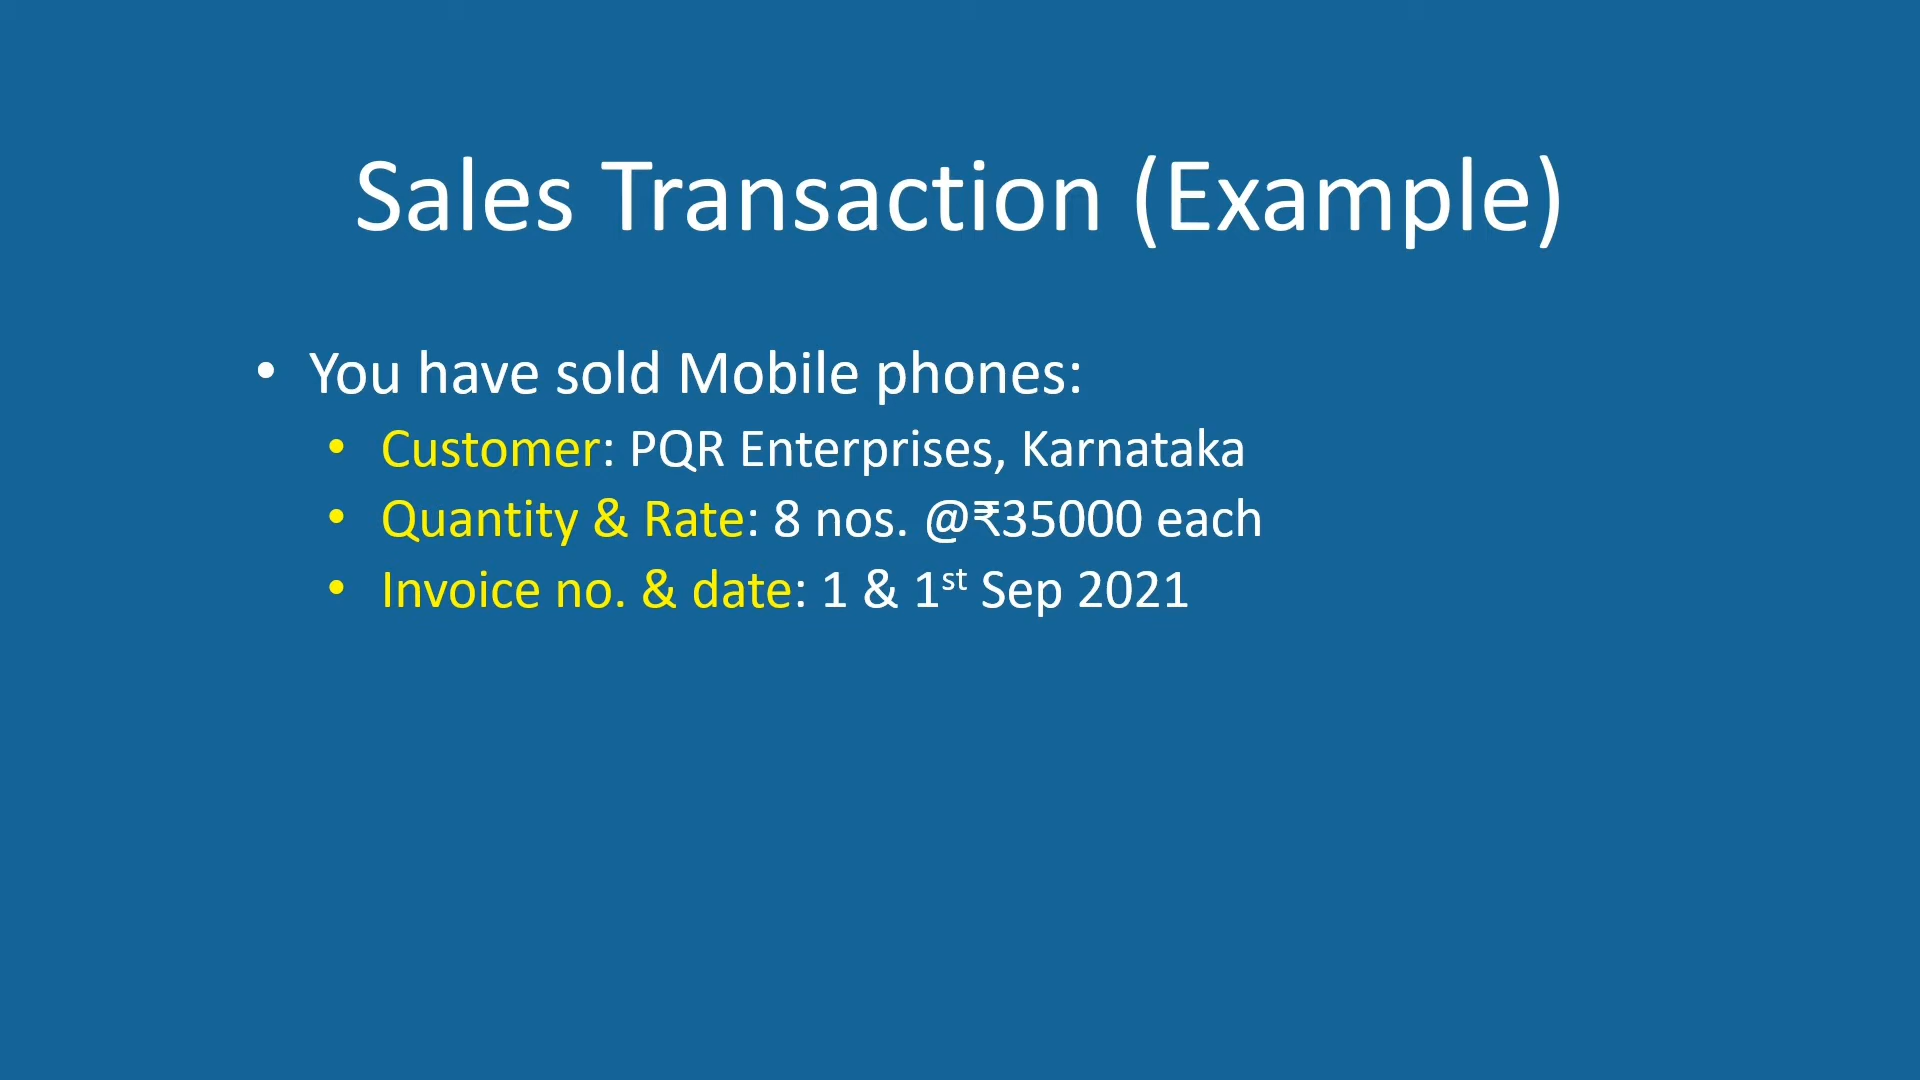 Sales Transaction (Example)
• You have sold Mobile phones:
• Customer: PQR Enterprises, Karnataka
• Quantity & Rate: 8 nos. @₹35000 each
• Invoice no. & date: 1 & 1st Sep 2021